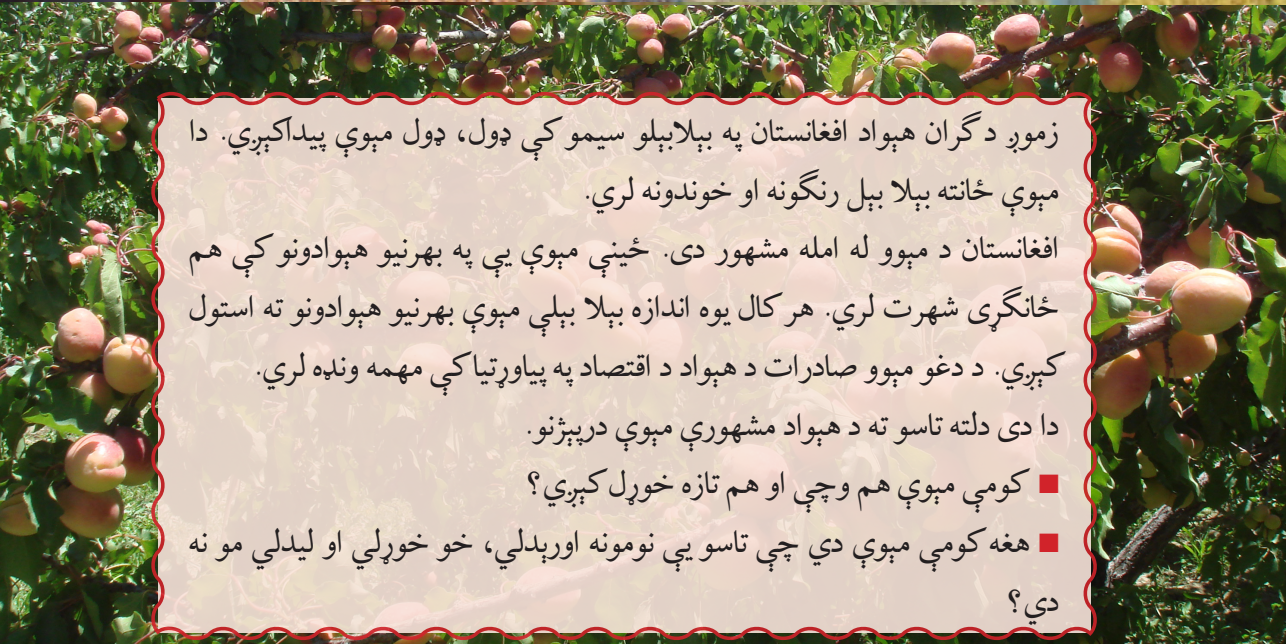 زموږ د گران هېواد افغانستان په بېلابېلو سيمو کې ډول، ډول مېوې پيداکېږي. دا
مېوې ځانته بېلا بېل رنگونه او خوندونه لري.
افغانستان د مېوو له امله مشهور دی. ځينې مېوې يې په بهرنيو هېوادونو کې هم
ځانگړی شهرت لري. هر کال يوه اندازه بېلا بېلې مېوې بهرنيو هېوادونو ته استول
کېږي. د دغو مېوو صادرات د هېواد د اقتصاد په پياوړتيا کې مهمه ونډه لري.
دا دی دلته تاسو ته د هېواد مشهورې مېوې درپېژنو.
■ کومې مېوې هم وچې او هم تازه خوړل کېږي؟
■ هغه کومې مېوې دي چې تاسو يې نومونه اورېدلي، خو خوړلي او ليدلي مو نه
دي؟